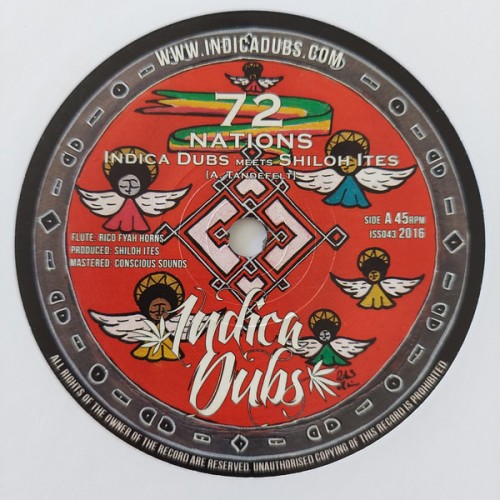 WWW.INDICADUBS.COM
72
NATIONS
INDICA DUBS MEETS SHILOH ITES
[A. TANDEFELT]
SIDE A 45RPM
ISS043 2016
FLUTE: RICO FYAH HORNS
PRODUCED: SHILOH ITES
MASTERED: CONSCIOUS SOUNDS
Indica
Dubs
ALL RIGHTS OF THE OWNER OF THE RECORD ARE RESERVED. UNAUTHORISED COPYING OF THIS RECORD IS PROHIBITED.